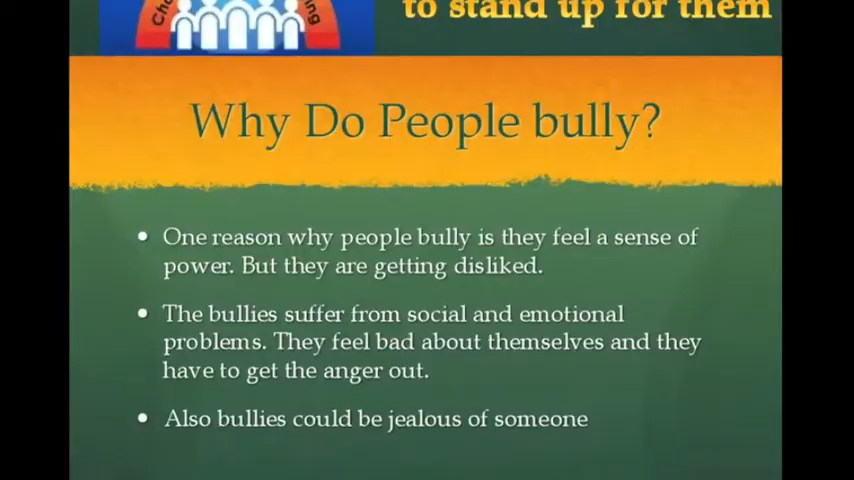 to stand up for them
Why Do People bully?
• One reason why people bully is they feel a sense of
power. But they are getting disliked.
• The bullies suffer from social and emotional
problems. They feel bad about themselves and they
have to get the anger out.
• Also bullies could be jealous of someone